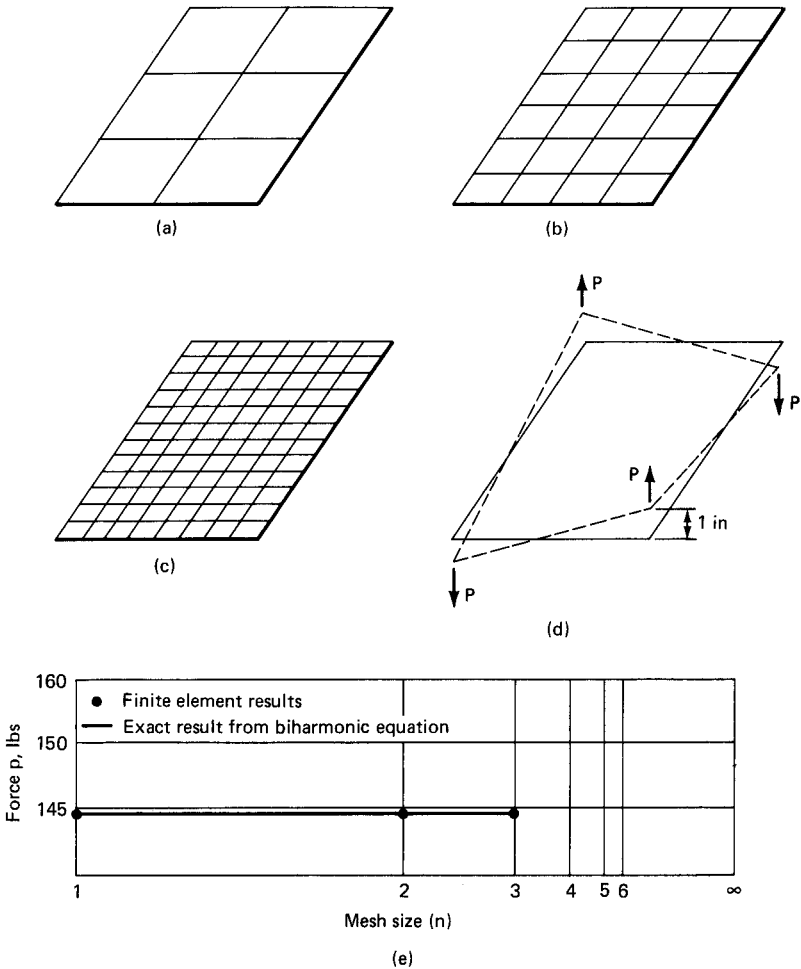 (a)
(b)
(c)
P
P
P
1 in
P
(d)
160
Finite element results
Exact result from biharmonic equation
150
145
Force p, lbs
1 2 3 4 5 6 ∞
Mesh size (n)
(e)